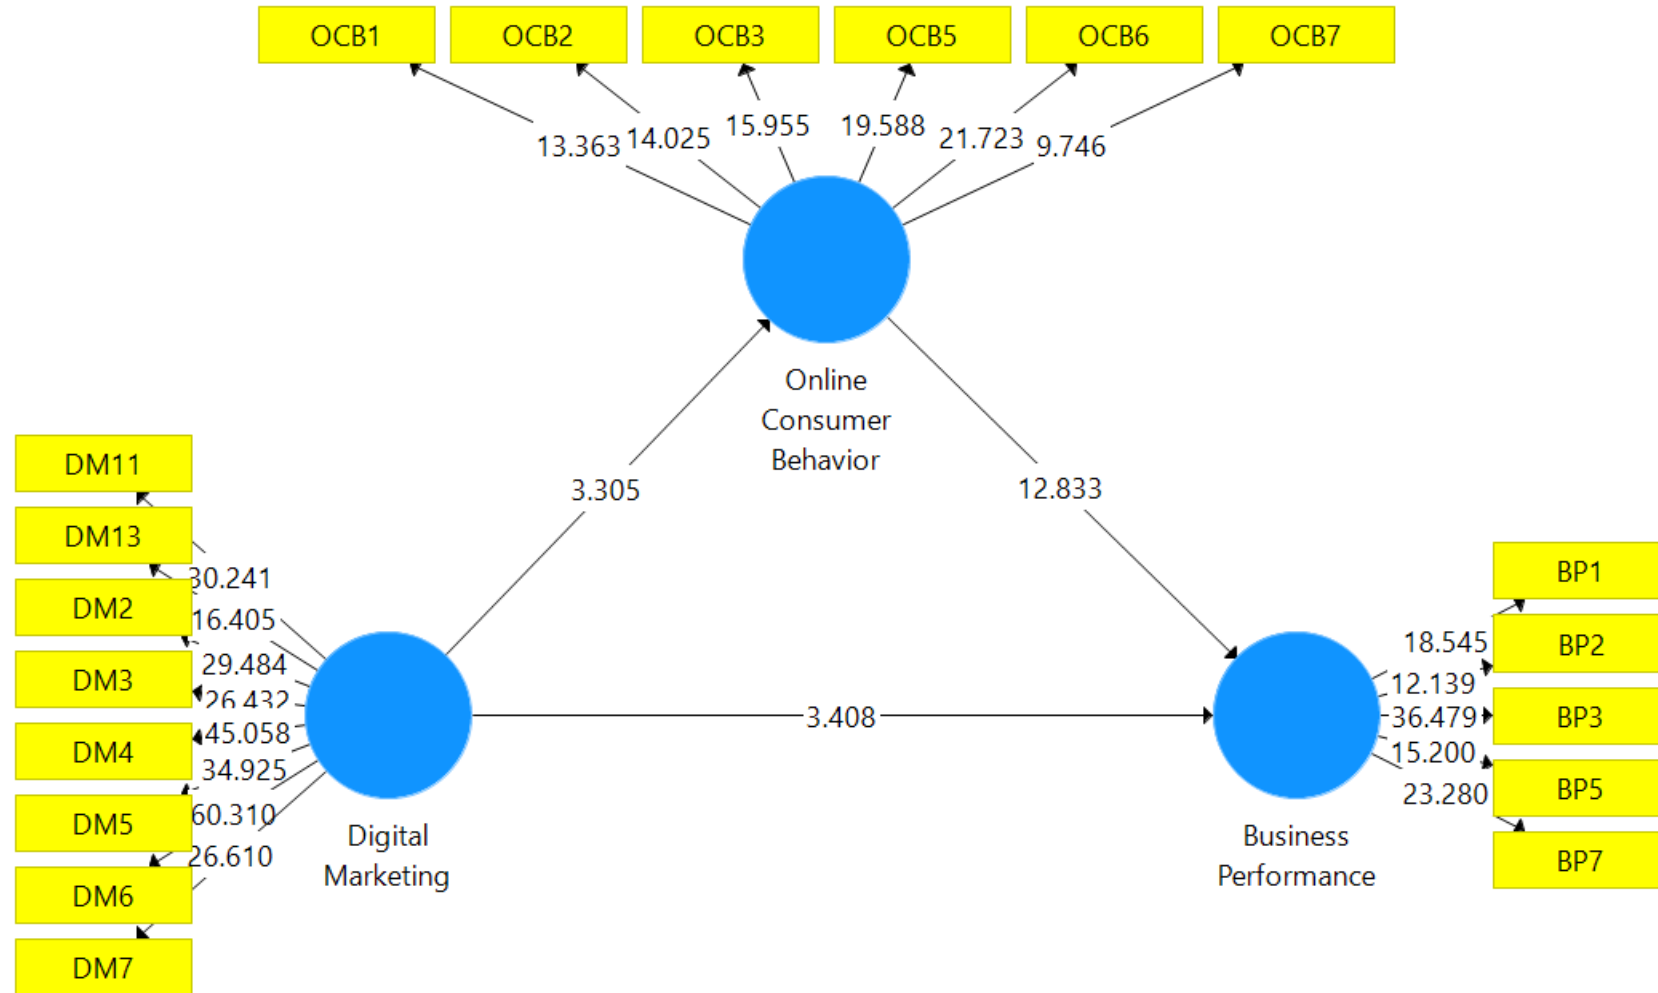 OCB1 OCB2 OCB3 OCB5 OCB6 OCB7
13.363 14.025 15.955 19.588 21.723 9.746
Online
Consumer
Behavior
3.305
12.833
DM11
DM13
DM2
DM3
DM4
DM5
DM6
DM7
30.241
16.405
29.484
26.432
45.058
34.925
60.310
26.610
Digital
Marketing
3.408
Business
Performance
18.545
12.139
36.479
15.200
23.280
BP1
BP2
BP3
BP5
BP7